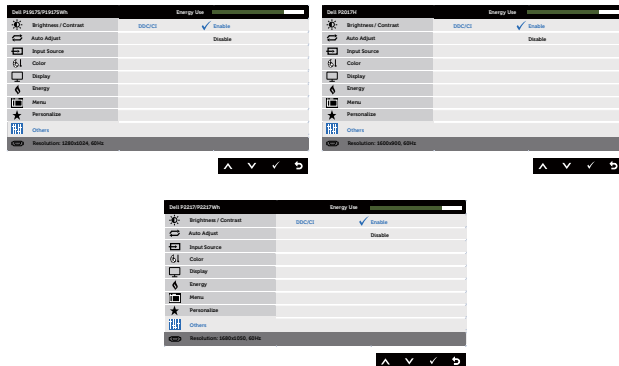 Dell P1917S/P1917SWh Energy Use
Brightness / Contrast DDC/CI Enable
Auto Adjust Disable
Input Source
Color
Display
Energy
Menu
Personalize
Others
Resolution: 1280x1024, 60Hz
Dell P2017H Energy Use
Brightness / Contrast DDC/CI Enable
Auto Adjust Disable
Input Source
Color
Display
Energy
Menu
Personalize
Others
Resolution: 1600x900, 60Hz
Dell P2217/P2217Wh Energy Use
Brightness / Contrast DDC/CI Enable
Auto Adjust Disable
Input Source
Color
Display
Energy
Menu
Personalize
Others
Resolution: 1680x1050, 60Hz